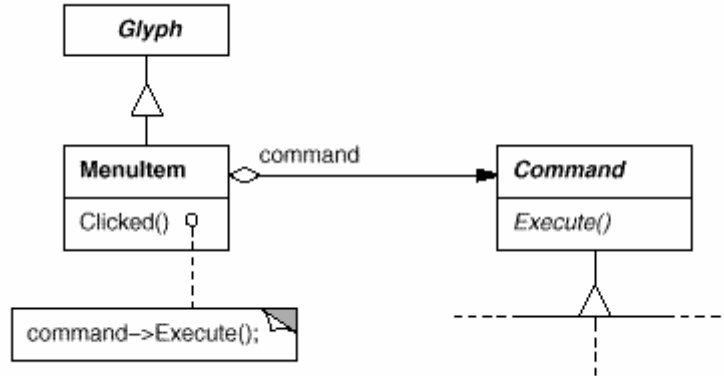 Glyph
MenuItem
command
Command
Clicked()
Execute()
command–>Execute();